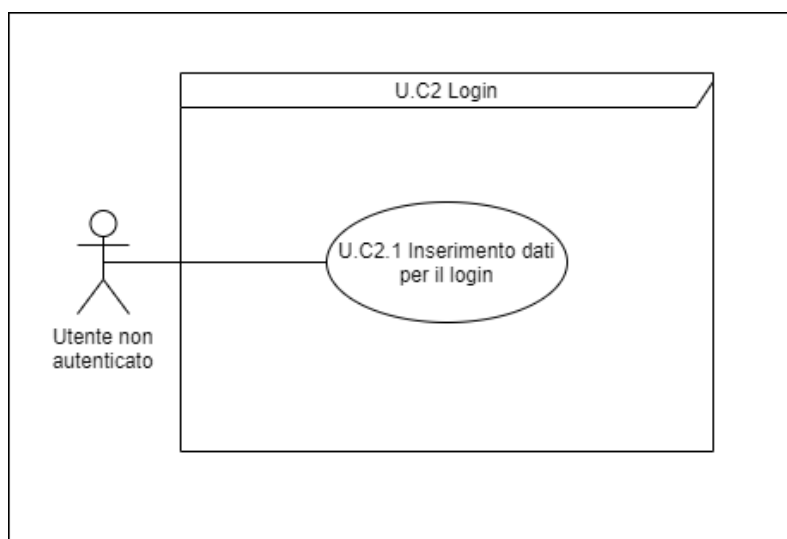 U.C2 Login
U.C2.1 Inserimento dati
per il login
Utente non
autenticato